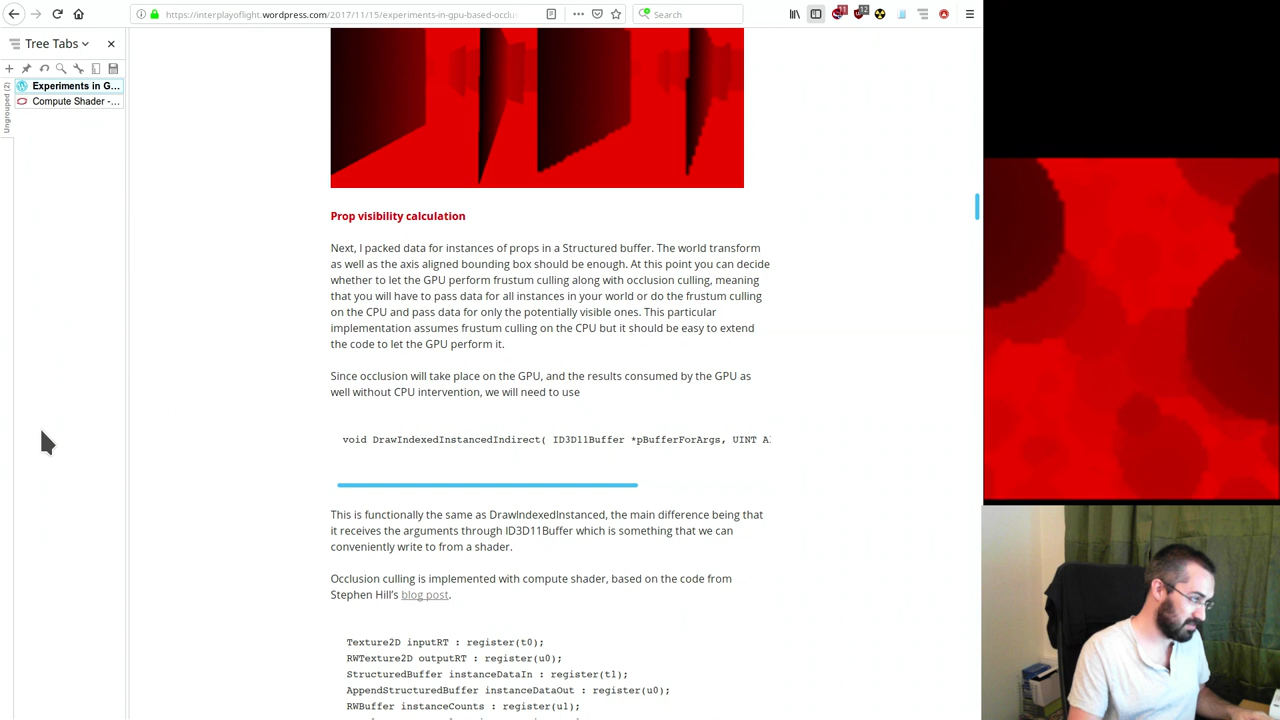 https://interplayoflight.wordpress.com/2017/11/15/experiments-in-gpu-based-occlu
Search
11
12
Tree Tabs
Ungrouped (2)
Experiments in G...
Compute Shader -...
Prop visibility calculation
Next, I packed data for instances of props in a Structured buffer. The world transform
as well as the axis aligned bounding box should be enough. At this point you can decide
whether to let the GPU perform frustum culling along with occlusion culling, meaning
that you will have to pass data for all instances in your world or do the frustum culling
on the CPU and pass data for only the potentially visible ones. This particular
implementation assumes frustum culling on the CPU but it should be easy to extend
the code to let the GPU perform it.
Since occlusion will take place on the GPU, and the results consumed by the GPU as
well without CPU intervention, we will need to use
void DrawIndexedInstancedIndirect( ID3D11Buffer *pBufferForArgs, UINT A
This is functionally the same as DrawIndexedInstanced, the main difference being that
it receives the arguments through ID3D11Buffer which is something that we can
conveniently write to from a shader.
Occlusion culling is implemented with compute shader, based on the code from
Stephen Hill's blog post.
Texture2D inputRT : register(t0);
RWTexture2D outputRT : register(u0);
StructuredBuffer instanceDataIn : register(t1);
AppendStructuredBuffer instanceDataOut : register(u0);
RWBuffer instanceCounts : register(u1);